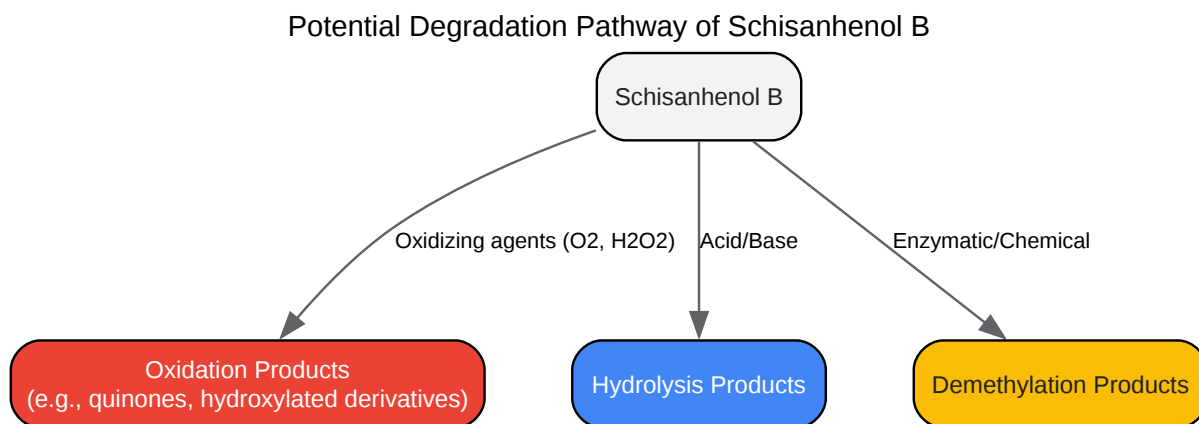 Potential Degradation Pathway of Schisanhenol B
Schisanhenol B
Oxidizing agents (O2, H2O2)
Acid/Base
Enzymatic/Chemical
Oxidation Products
(e.g., quinones, hydroxylated derivatives)
Hydrolysis Products
Demethylation Products